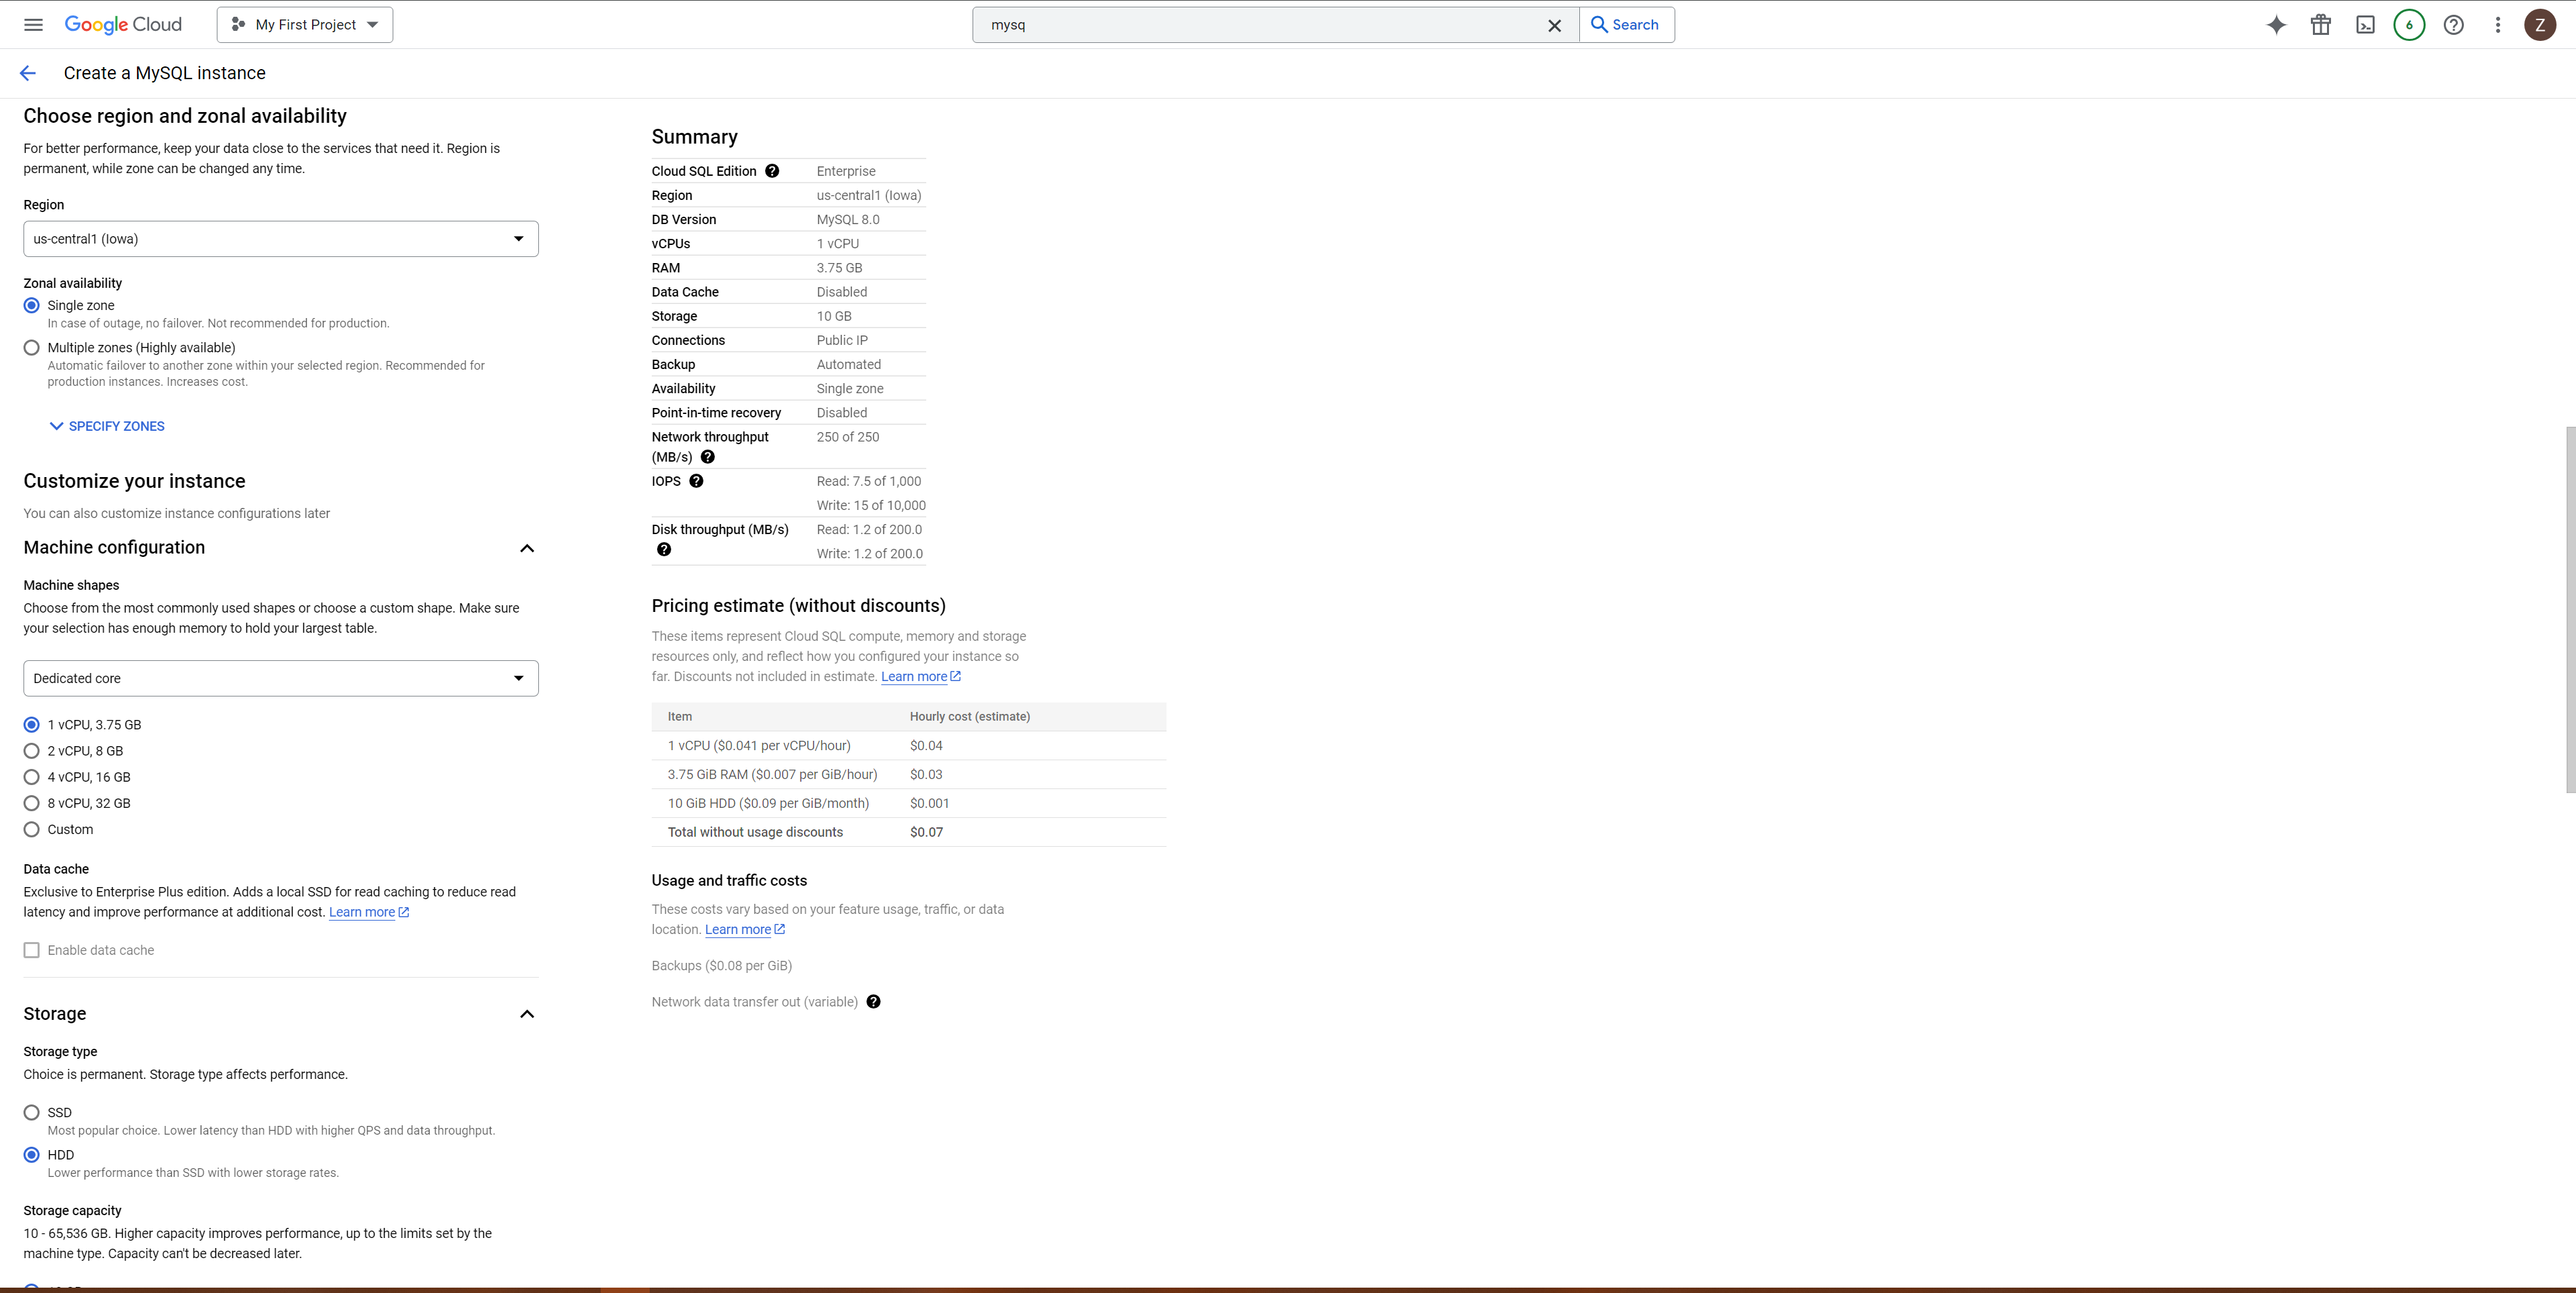 Google Cloud
My First Project
mysq
Search
6
Z
Create a MySQL instance
Choose region and zonal availability
For better performance, keep your data close to the services that need it. Region is
permanent, while zone can be changed any time.
Region
us-central1 (Iowa)
Zonal availability
Single zone
In case of outage, no failover. Not recommended for production.
Multiple zones (Highly available)
Automatic failover to another zone within your selected region. Recommended for
production instances. Increases cost.
SPECIFY ZONES
Customize your instance
You can also customize instance configurations later
Machine configuration
Machine shapes
Choose from the most commonly used shapes or choose a custom shape. Make sure
your selection has enough memory to hold your largest table.
Dedicated core
1 vCPU, 3.75 GB
2 vCPU, 8 GB
4 vCPU, 16 GB
8 vCPU, 32 GB
Custom
Data cache
Exclusive to Enterprise Plus edition. Adds a local SSD for read caching to reduce read
latency and improve performance at additional cost. Learn more
Enable data cache
Storage
Storage type
Choice is permanent. Storage type affects performance.
SSD
Most popular choice. Lower latency than HDD with higher QPS and data throughput.
HDD
Lower performance than SSD with lower storage rates.
Storage capacity
10 - 65,536 GB. Higher capacity improves performance, up to the limits set by the
machine type. Capacity can't be decreased later.
Summary
Cloud SQL Edition Enterprise
Region us-central1 (Iowa)
DB Version MySQL 8.0
vCPUs 1 vCPU
RAM 3.75 GB
Data Cache Disabled
Storage 10 GB
Connections Public IP
Backup Automated
Availability Single zone
Point-in-time recovery Disabled
Network throughput 250 of 250
(MB/s)
IOPS Read: 7.5 of 1,000
Write: 15 of 10,000
Disk throughput (MB/s) Read: 1.2 of 200.0
Write: 1.2 of 200.0
Pricing estimate (without discounts)
These items represent Cloud SQL compute, memory and storage
resources only, and reflect how you configured your instance so
far. Discounts not included in estimate. Learn more
Item Hourly cost (estimate)
1 vCPU ($0.041 per vCPU/hour) $0.04
3.75 GiB RAM ($0.007 per GiB/hour) $0.03
10 GiB HDD ($0.09 per GiB/month) $0.001
Total without usage discounts $0.07
Usage and traffic costs
These costs vary based on your feature usage, traffic, or data
location. Learn more
Backups ($0.08 per GiB)
Network data transfer out (variable)